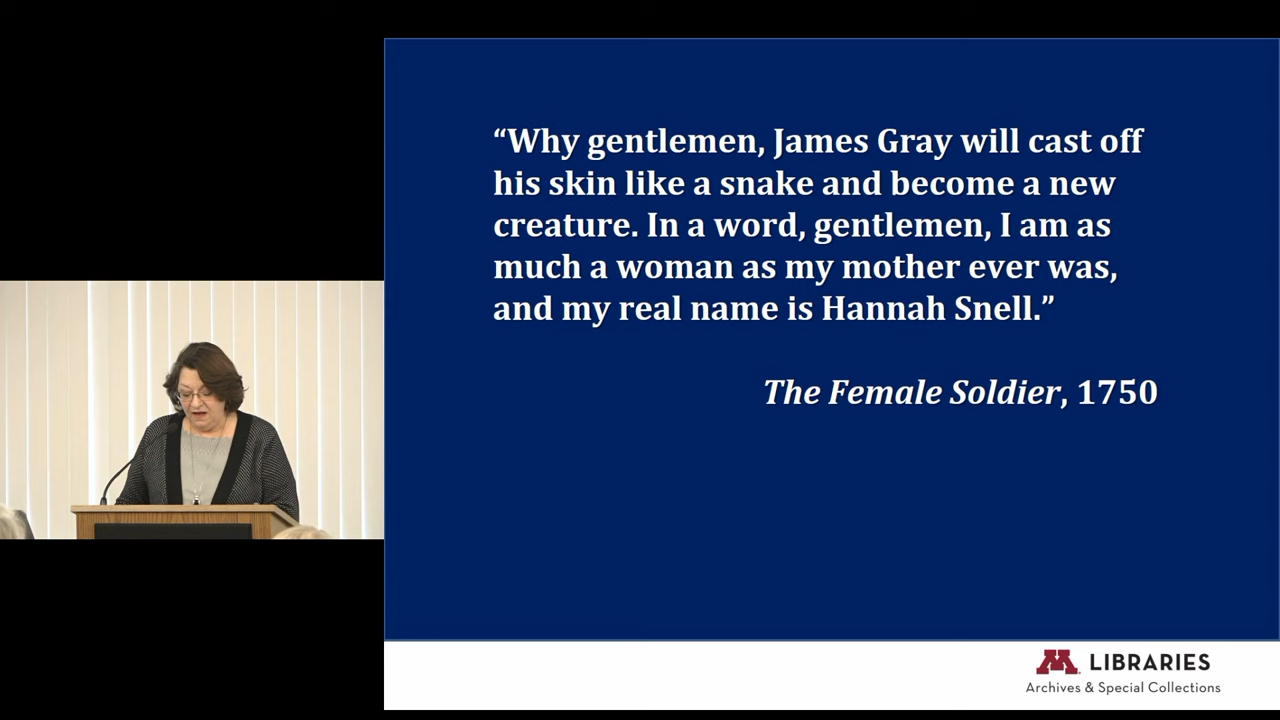 “Why gentlemen, James Gray will cast off
his skin like a snake and become a new
creature. In a word, gentlemen, I am as
much a woman as my mother ever was,
and my real name is Hannah Snell.”
The Female Soldier, 1750
M LIBRARIES
Archives & Special Collections